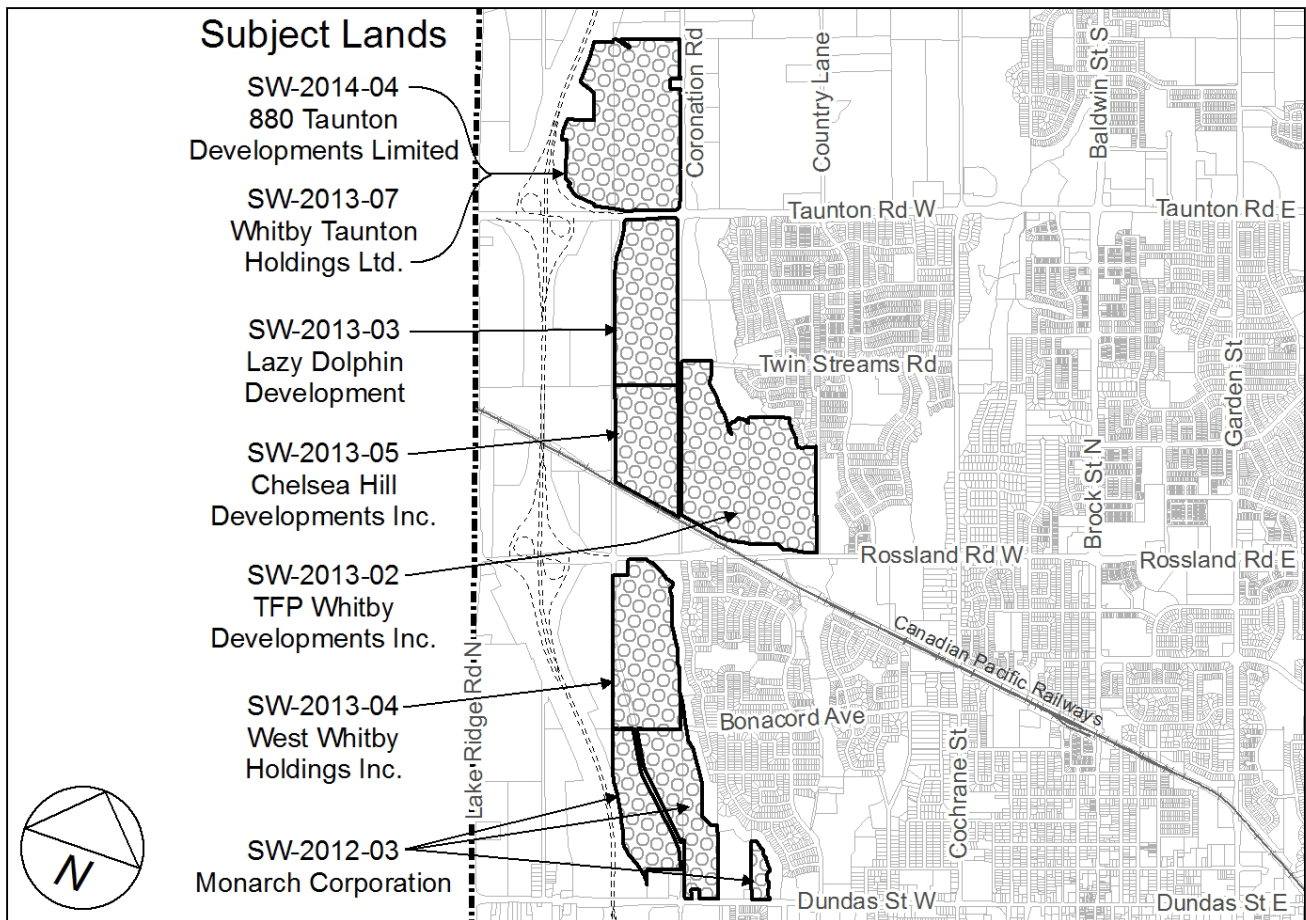 Subject Lands
SW-2014-04
880 Taunton
Developments Limited
SW-2013-07
Whitby Taunton
Holdings Ltd.
SW-2013-03
Lazy Dolphin
Development
SW-2013-05
Chelsea Hill
Developments Inc.
SW-2013-02
TFP Whitby
Developments Inc.
SW-2013-04
West Whitby
Holdings Inc.
SW-2012-03
Monarch Corporation
N
Lake Ridge Rd N
Coronation Rd
Country Lane
Baldwin St S
Taunton Rd W
Taunton Rd E
Twin Streams Rd
Garden St
Brock St N
Rossland Rd W
Rossland Rd E
Canadian Pacific Railways
Bonacord Ave
Cochrane St
Dundas St W
Dundas St E